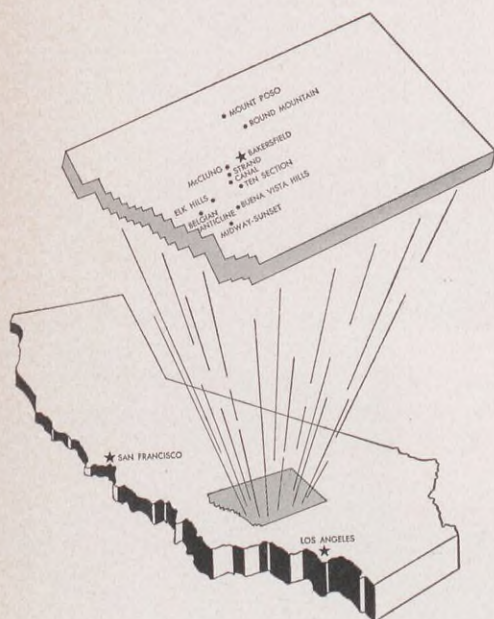 MOUNT POSO
ROUND MOUNTAIN
BAKERSFIELD
McCLUNG
STRAND
CANAL
TEN SECTION
ELK HILLS
BUENA VISTA HILLS
BELGIAN
ANTICLINE
MIDWAY-SUNSET
SAN FRANCISCO
LOS ANGELES